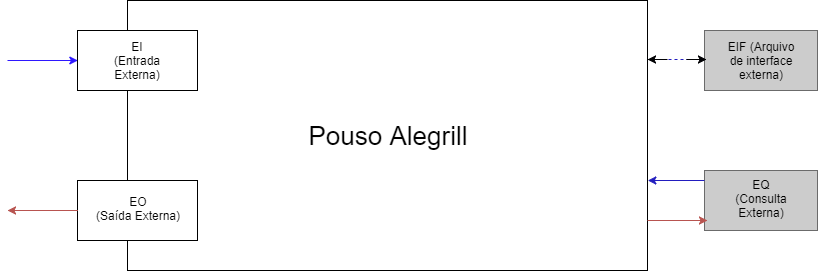 EI
(Entrada
Externa)
EIF (Arquivo
de interface
externa)
Pouso Alegrill
EO
(Saída Externa)
EQ
(Consulta
Externa)